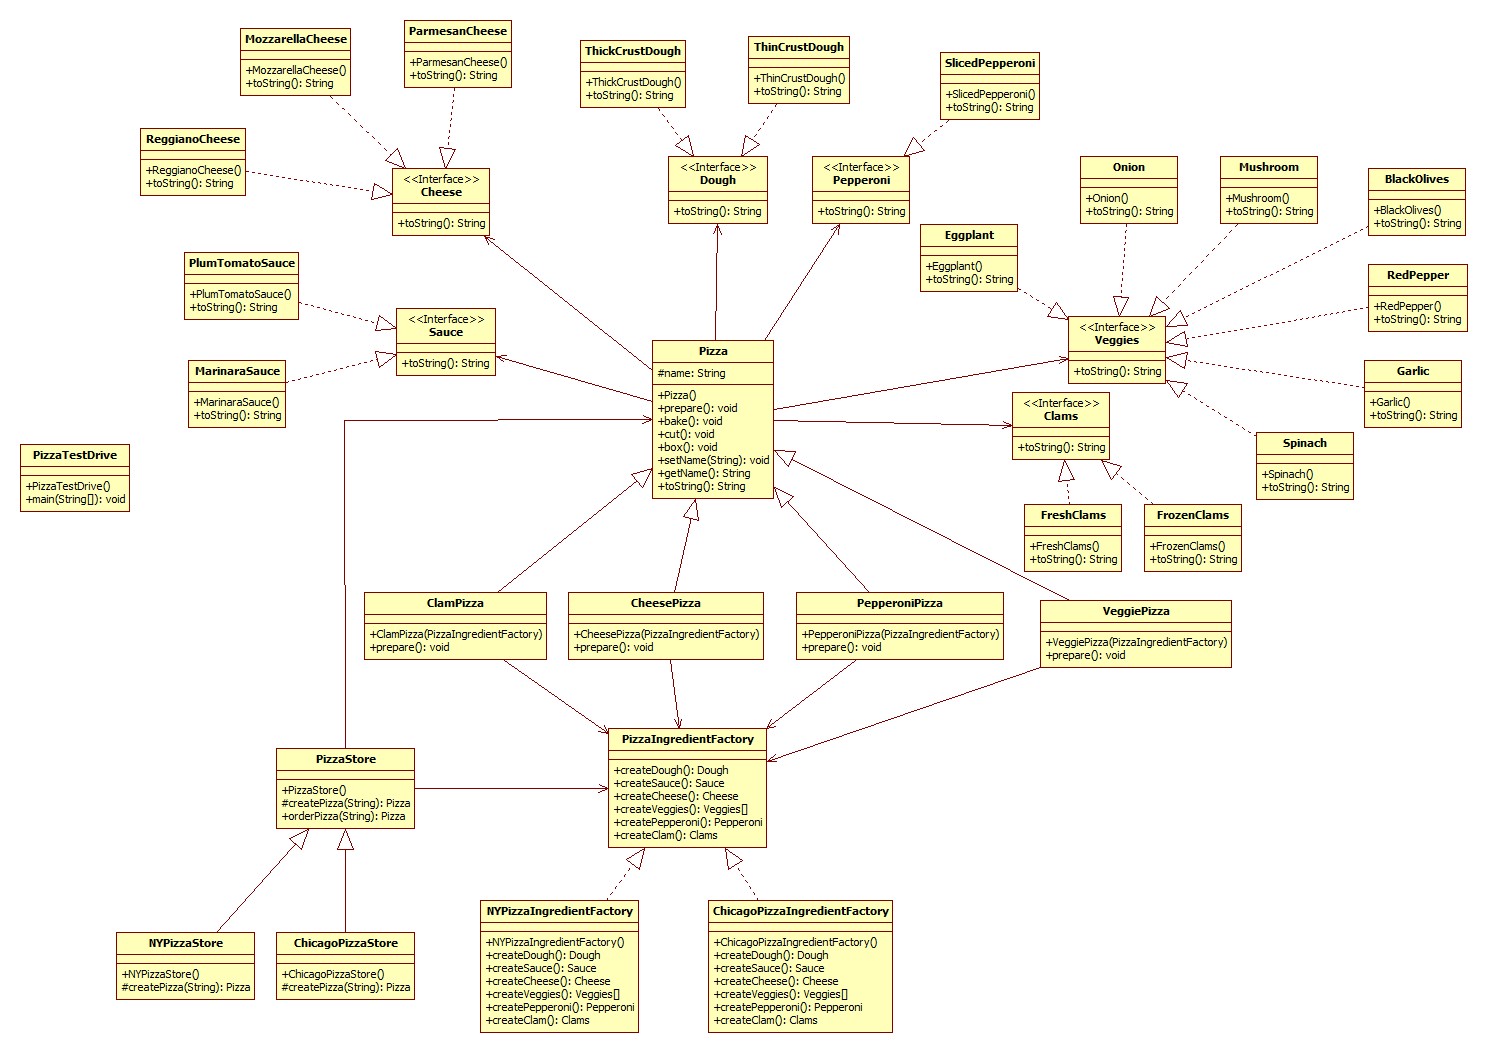 MozzarellaCheese
+MozzarellaCheese()
+toString(): String
ParmesanCheese
+ParmesanCheese()
+toString(): String
ThickCrustDough
+ThickCrustDough()
+toString(): String
ThinCrustDough
+ThinCrustDough()
+toString(): String
SlicedPepperoni
+SlicedPepperoni()
+toString(): String
ReggianoCheese
+ReggianoCheese()
+toString(): String
<<Interface>>
Cheese
+toString(): String
<<Interface>>
Dough
+toString(): String
<<Interface>>
Pepperoni
+toString(): String
Onion
+Onion()
+toString(): String
Mushroom
+Mushroom()
+toString(): String
BlackOlives
+BlackOlives()
+toString(): String
Eggplant
+Eggplant()
+toString(): String
PlumTomatoSauce
+PlumTomatoSauce()
+toString(): String
RedPepper
+RedPepper()
+toString(): String
<<Interface>>
Sauce
+toString(): String
<<Interface>>
Veggies
+toString(): String
Pizza
#name: String
+Pizza()
+prepare(): void
+bake(): void
+cut(): void
+box(): void
+setName(String): void
+getName(): String
+toString(): String
MarinaraSauce
+MarinaraSauce()
+toString(): String
Garlic
+Garlic()
+toString(): String
<<Interface>>
Clams
+toString(): String
Spinach
+Spinach()
+toString(): String
PizzaTestDrive
+PizzaTestDrive()
+main(String[]): void
FreshClams
+FreshClams()
+toString(): String
FrozenClams
+FrozenClams()
+toString(): String
ClamPizza
+ClamPizza(PizzaIngredientFactory)
+prepare(): void
CheesePizza
+CheesePizza(PizzaIngredientFactory)
+prepare(): void
PepperoniPizza
+PepperoniPizza(PizzaIngredientFactory)
+prepare(): void
VeggiePizza
+VeggiePizza(PizzaIngredientFactory)
+prepare(): void
PizzaStore
+PizzaStore()
#createPizza(String): Pizza
+orderPizza(String): Pizza
PizzaIngredientFactory
+createDough(): Dough
+createSauce(): Sauce
+createCheese(): Cheese
+createVeggies(): Veggies[]
+createPepperoni(): Pepperoni
+createClam(): Clams
NYPizzaStore
+NYPizzaStore()
#createPizza(String): Pizza
ChicagoPizzaStore
+ChicagoPizzaStore()
#createPizza(String): Pizza
NYPizzaIngredientFactory
+NYPizzaIngredientFactory()
+createDough(): Dough
+createSauce(): Sauce
+createCheese(): Cheese
+createVeggies(): Veggies[]
+createPepperoni(): Pepperoni
+createClam(): Clams
ChicagoPizzaIngredientFactory
+ChicagoPizzaIngredientFactory()
+createDough(): Dough
+createSauce(): Sauce
+createCheese(): Cheese
+createVeggies(): Veggies[]
+createPepperoni(): Pepperoni
+createClam(): Clams